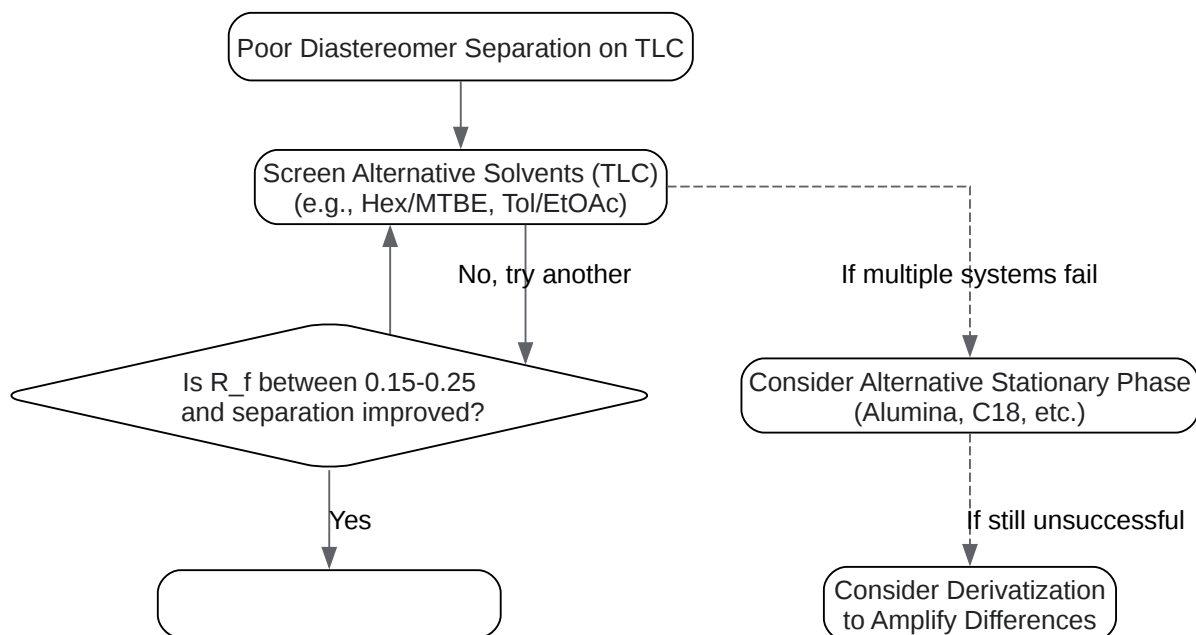 Poor Diastereomer Separation on TLC
Screen Alternative Solvents (TLC)
(e.g., Hex/MTBE, Tol/EtOAc)
No, try another
If multiple systems fail
Is R_f between 0.15-0.25
and separation improved?
Consider Alternative Stationary Phase
(Alumina, C18, etc.)
Yes
If still unsuccessful
Consider Derivatization
to Amplify Differences